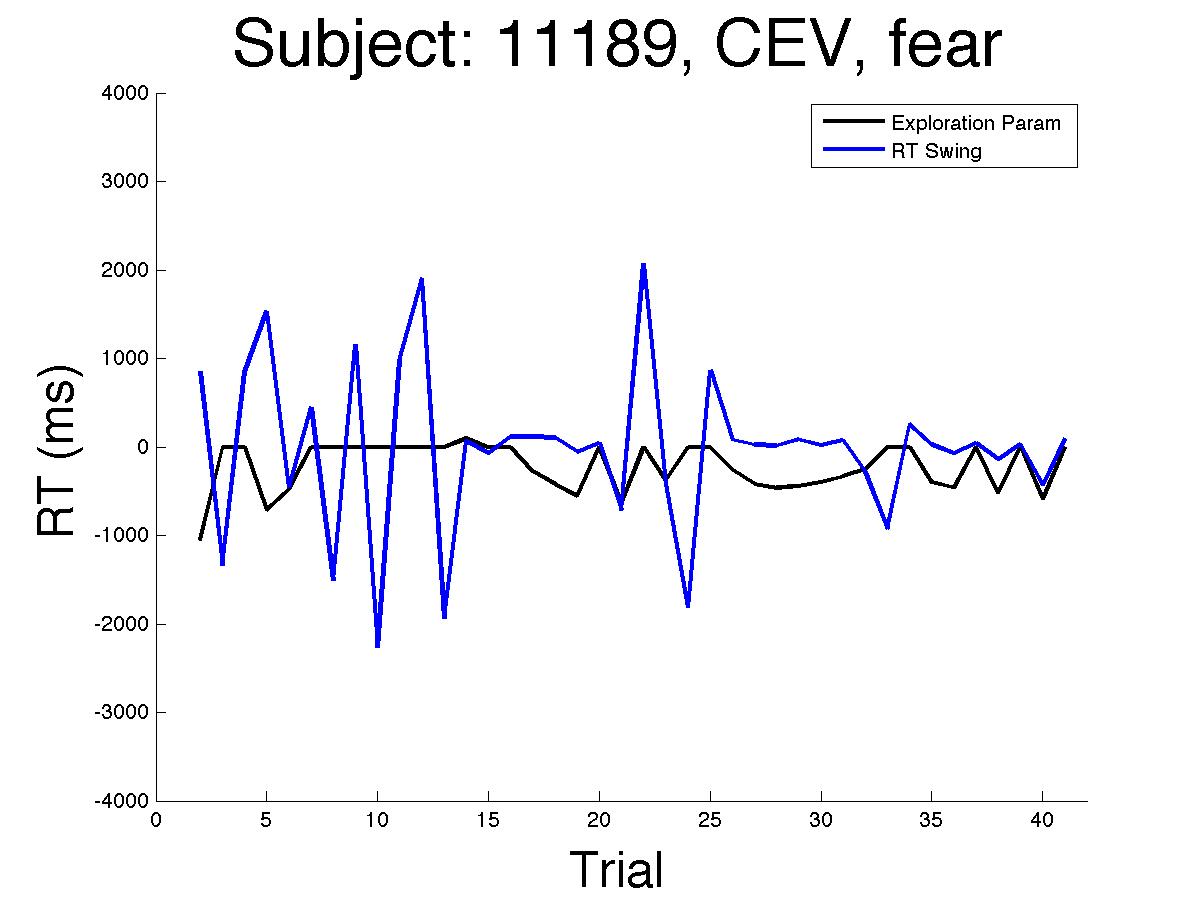 Subject: 11189, CEV, fear
Exploration Param
RT Swing
RT (ms)
4000
3000
2000
1000
0
-1000
-2000
-3000
-4000
0 5 10 15 20 25 30 35 40
Trial